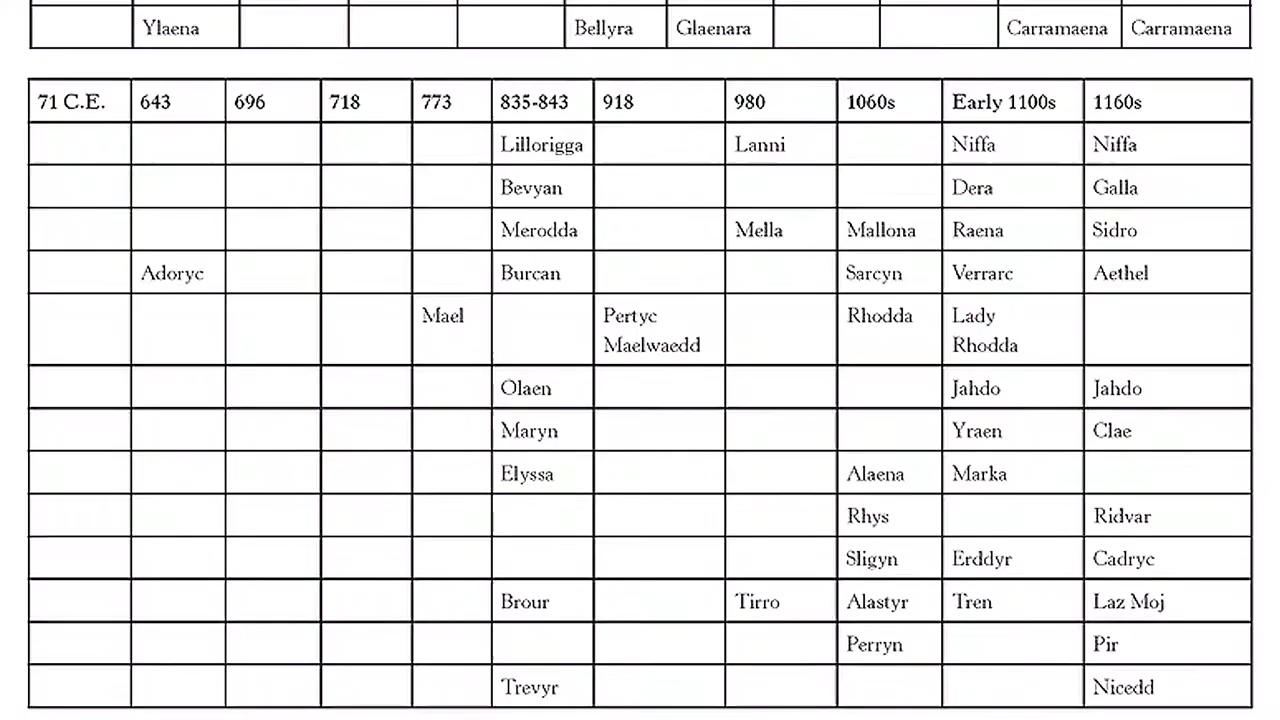 Ylaena Bellyra Glaenara Carramaena Carramaena
71 C.E. 643 696 718 773 835-843 918 980 1060s Early 1100s 1160s
Lillorigga Lanni Niffa Niffa
Bevyan Dera Galla
Merodda Mella Mallona Raena Sidro
Adoryc Burcan Sarcyn Verrarc Aethel
Mael Pertyc Rhodda Lady
Maelwaedd Rhodda
Olaen Jahdo Jahdo
Maryn Yraen Clae
Elyssa Alaena Marka
Rhys Ridvar
Sligyn Erddyr Cadryc
Brour Tirro Alastyr Tren Laz Moj
Perryn Pir
Trevyr Nicedd